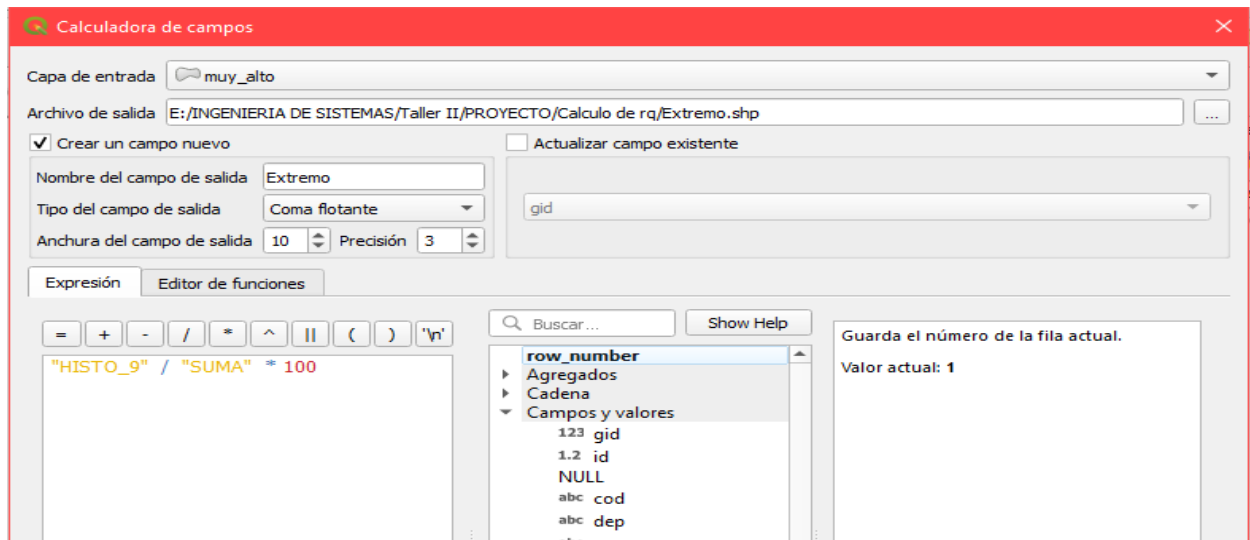 Calculadora de campos
Capa de entrada muy_alto
Archivo de salida E:/INGENIERIA DE SISTEMAS/Taller II/PROYECTO/Calculo de rq/Extremo.shp ...
Crear un campo nuevo
Actualizar campo existente
Nombre del campo de salida Extremo
Tipo del campo de salida Coma flotante
Anchura del campo de salida 10 Precisión 3
gid
Expresión Editor de funciones
= + - / * ^ || ( ) '\n'
"HISTO_9" / "SUMA" * 100
Buscar... Show Help
row_number
Agregados
Cadena
Campos y valores
123 gid
1.2 id
NULL
abc cod
abc dep
Guarda el número de la fila actual.
Valor actual: 1